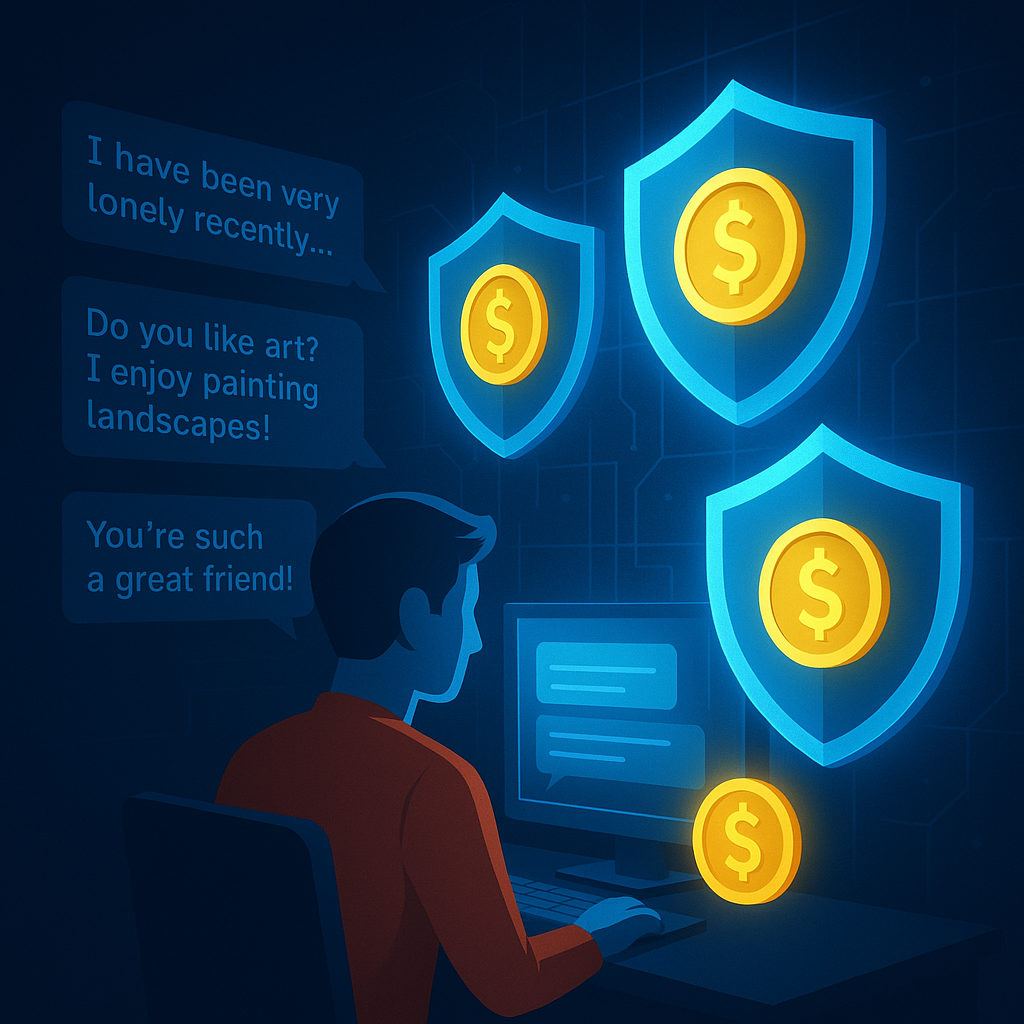 I have been very
lonely recently...
Do you like art?
I enjoy painting
landscapes!
You're such
a great friend!
$
$
$
$